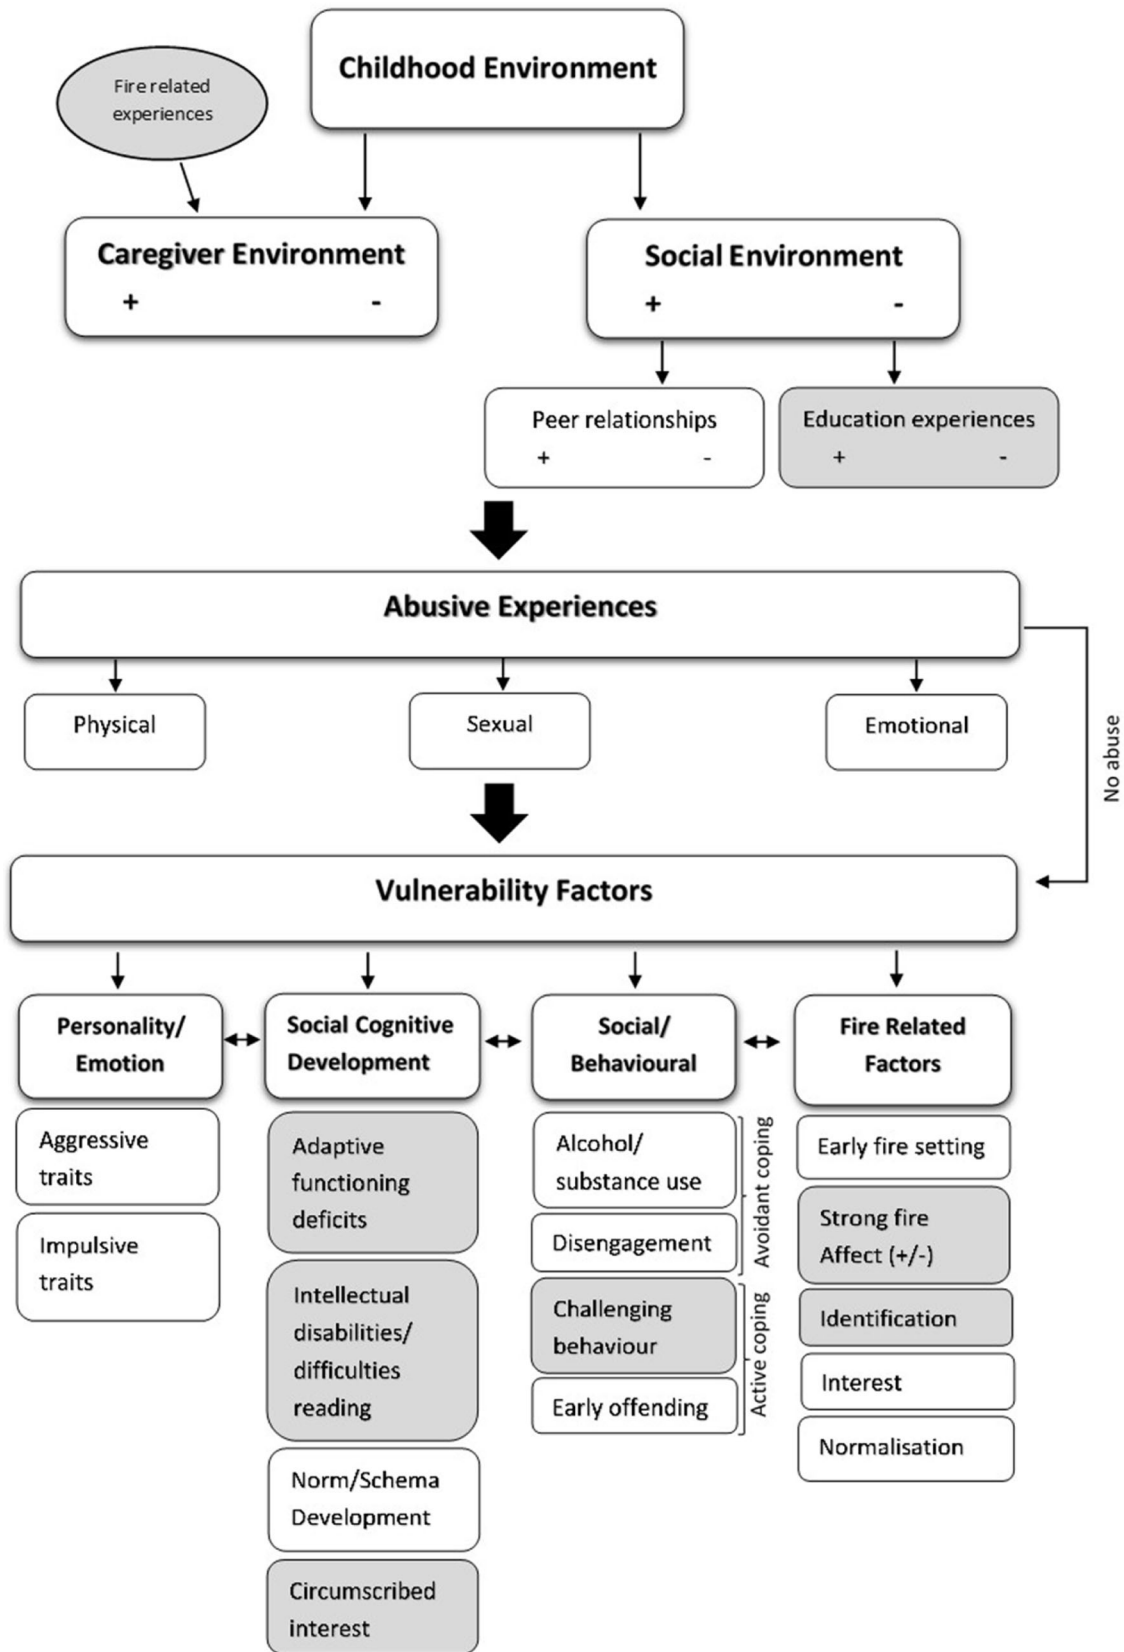 Childhood Environment
Fire related
experiences
Caregiver Environment
+ -
Social Environment
+ -
Peer relationships
+ -
Education experiences
+ -
Abusive Experiences
Physical
Sexual
Emotional
No abuse
Vulnerability Factors
Personality/
Emotion
Aggressive
traits
Impulsive
traits
Social Cognitive
Development
Adaptive
functioning
deficits
Intellectual
disabilities/
difficulties
reading
Norm/Schema
Development
Circumscribed
interest
Social/
Behavioural
Alcohol/
substance use
Disengagement
Avoidant coping
Challenging
behaviour
Early offending
Active coping
Fire Related
Factors
Early fire setting
Strong fire
Affect (+/-)
Identification
Interest
Normalisation